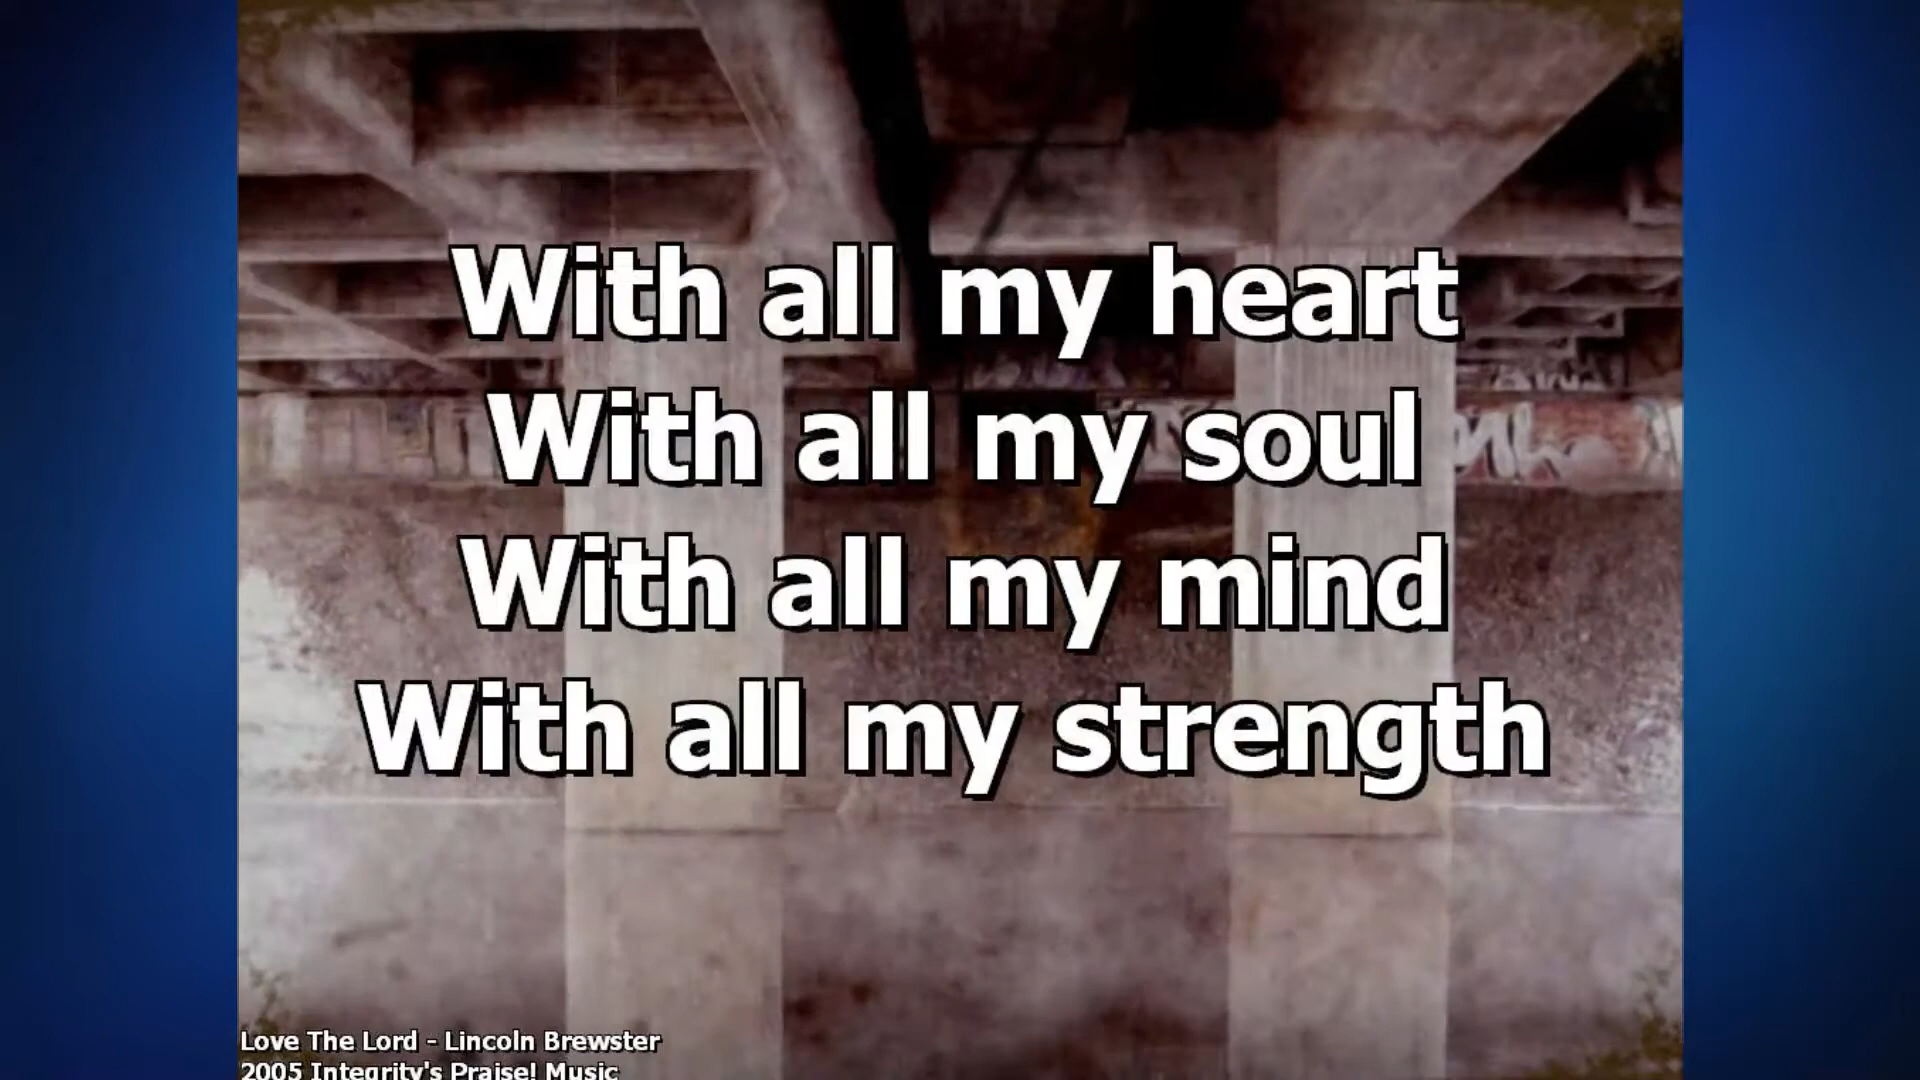 With all my heart
With all my soul
With all my mind
With all my strength
Love The Lord - Lincoln Brewster
2005 Integrity's Praise! Music